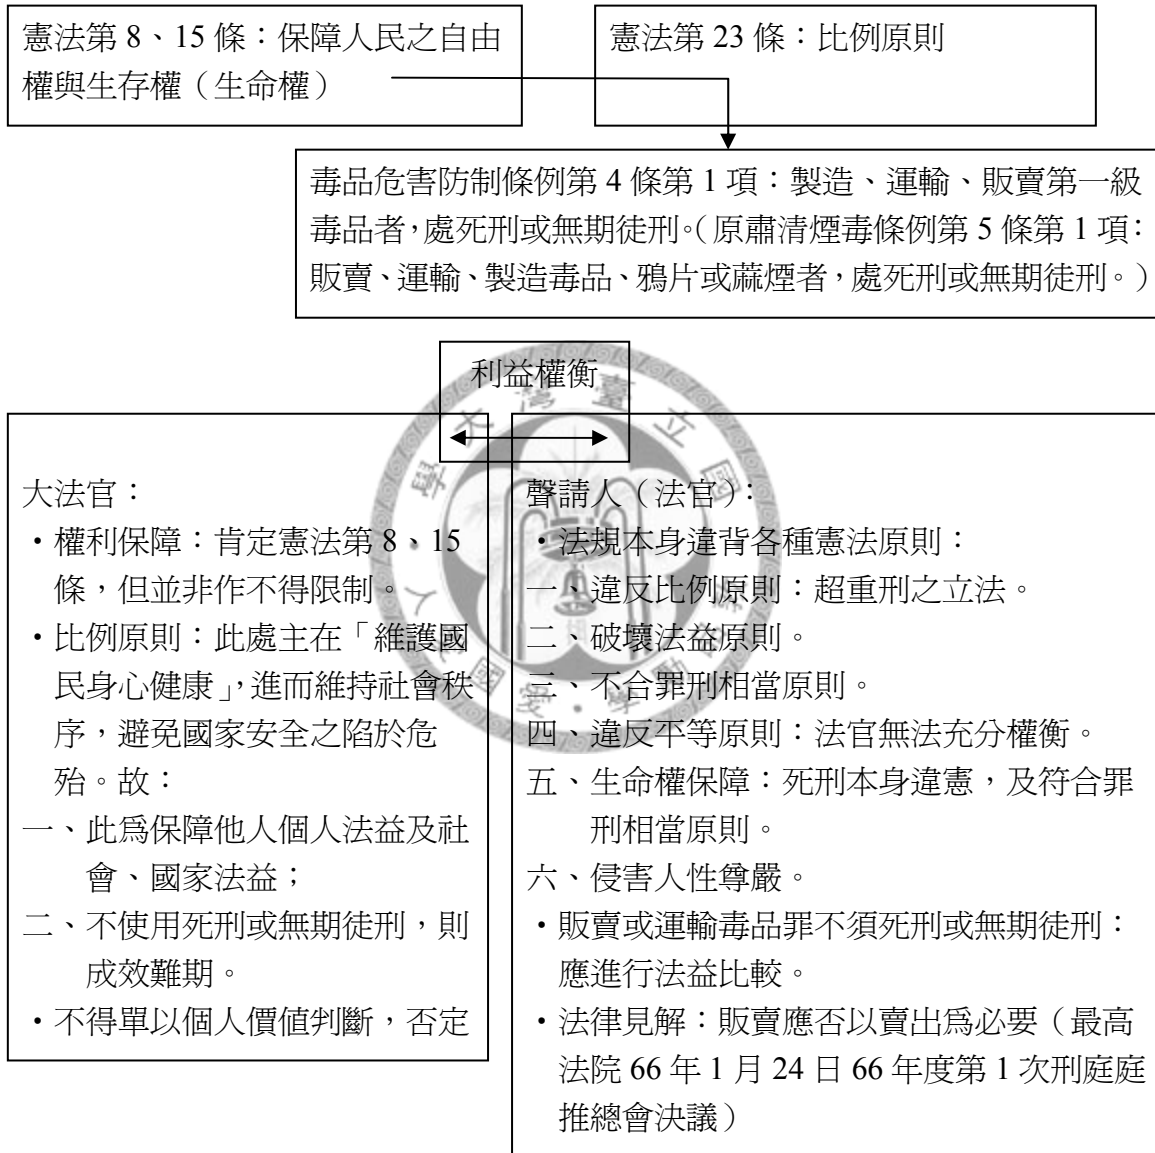 憲法第 8、15 條：保障人民之自由
權與生存權（生命權）
憲法第 23 條：比例原則
毒品危害防制條例第 4 條第 1 項：製造、運輸、販賣第一級
毒品者，處死刑或無期徒刑。（原肅清煙毒條例第 5 條第 1 項：
販賣、運輸、製造毒品、鴉片或蔴煙者，處死刑或無期徒刑。）
利益權衡
大法官：
・權利保障：肯定憲法第 8、15
條，但並非作不得限制。
・比例原則：此處主在「維護國
民身心健康」，進而維持社會秩
序，避免國家安全之陷於危
殆。故：
一、此為保障他人個人法益及社
會、國家法益；
二、不使用死刑或無期徒刑，則
成效難期。
・不得單以個人價值判斷，否定
聲請人（法官）：
・法規本身違背各種憲法原則：
一、違反比例原則：超重刑之立法。
二、破壞法益原則。
三、不合罪刑相當原則。
四、違反平等原則：法官無法充分權衡。
五、生命權保障：死刑本身違憲，及符合罪
刑相當原則。
六、侵害人性尊嚴。
・販賣或運輸毒品罪不須死刑或無期徒刑：
應進行法益比較
・法律見解：販賣應否以賣出為必要（最高
法院 66 年 1 月 24 日 66 年度第 1 次刑庭庭
推總會決議）